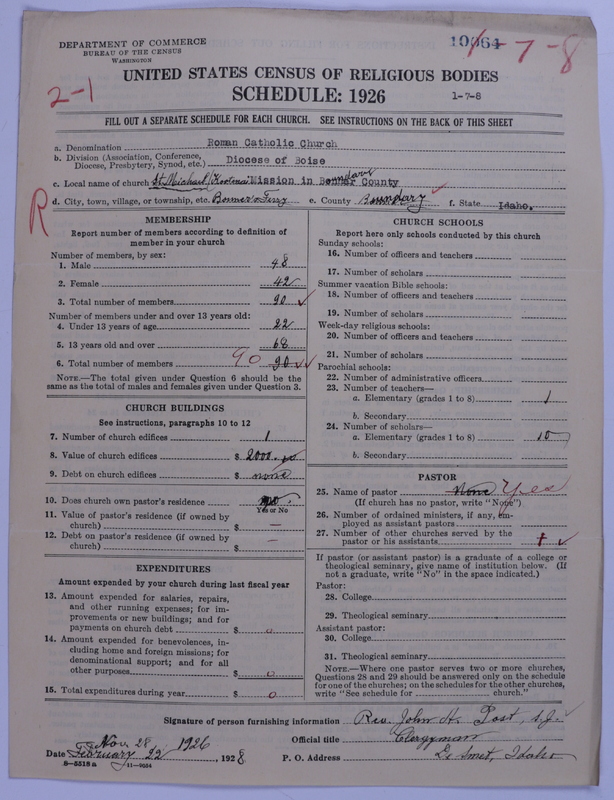 DEPARTMENT OF COMMERCE
BUREAU OF THE CENSUS
WASHINGTON
10064 1-7-8
2-1
UNITED STATES CENSUS OF RELIGIOUS BODIES
SCHEDULE: 1926
1-7-8
FILL OUT A SEPARATE SCHEDULE FOR EACH CHURCH. SEE INSTRUCTIONS ON THE BACK OF THIS SHEET
a. Denomination Roman Catholic Church
b. Division (Association, Conference, Diocese, Presbytery, Synod, etc.) Diocese of Boise
c. Local name of church St. Michael, Kootenai Mission in Bonner Boundary County
R
d. City, town, village, or township, etc. Bonner's Ferry e. County Boundary f. State Idaho.
MEMBERSHIP
Report number of members according to definition of
member in your church
Number of members, by sex:
1. Male 48
2. Female 42
3. Total number of members 90
Number of members under and over 13 years old:
4. Under 13 years of age 22
5. 13 years old and over 68
6. Total number of members 90 90
NOTE.—The total given under Question 6 should be the
same as the total of males and females given under Question 3.
CHURCH BUILDINGS
See instructions, paragraphs 10 to 12
7. Number of church edifices 1
8. Value of church edifices $ 2000.00
9. Debt on church edifices $ none
10. Does church own pastor's residence no.
Yes or No
11. Value of pastor's residence (if owned by
church) $ —
12. Debt on pastor's residence (if owned by
church) $ —
EXPENDITURES
Amount expended by your church during last fiscal year
13. Amount expended for salaries, repairs,
and other running expenses; for im-
provements or new buildings; and for
payments on church debt $ 0
14. Amount expended for benevolences, in-
cluding home and foreign missions; for
denominational support; and for all
other purposes $ 0
15. Total expenditures during year $ 0
CHURCH SCHOOLS
Report here only schools conducted by this church
Sunday schools:
16. Number of officers and teachers
17. Number of scholars
Summer vacation Bible schools:
18. Number of officers and teachers
19. Number of scholars
Week-day religious schools:
20. Number of officers and teachers
21. Number of scholars
Parochial schools:
22. Number of administrative officers
23. Number of teachers—
a. Elementary (grades 1 to 8) 1
b. Secondary
24. Number of scholars—
a. Elementary (grades 1 to 8) 10
b. Secondary
PASTOR
25. Name of pastor None Yes
(If church has no pastor, write "None")
26. Number of ordained ministers, if any, em-
ployed as assistant pastors
27. Number of other churches served by the
pastor or his assistants
If pastor (or assistant pastor) is a graduate of a college or
theological seminary, give name of institution below. (If
not a graduate, write "No" in the space indicated.)
Pastor:
28. College
29. Theological seminary
Assistant pastor:
30. College
31. Theological seminary
NOTE.—Where one pastor serves two or more churches,
Questions 28 and 29 should be answered only on the schedule
for one of the churches; on the schedules for the other churches,
write "See schedule for church."
Signature of person furnishing information Rev. John A. Post, S.J.
Official title Clergyman
Nov. 28, 1926
Date February 22 1928 P. O. Address De Smet, Idaho
8-5518 a 11-9034